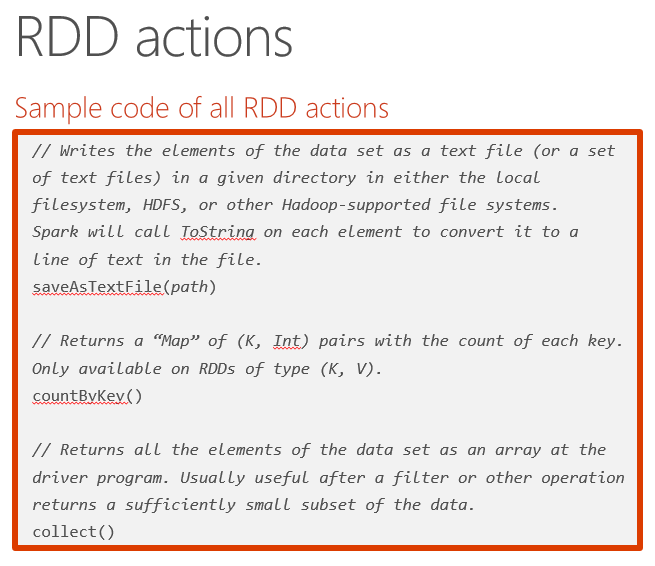 RDD actions
Sample code of all RDD actions
// Writes the elements of the data set as a text file (or a set
of text files) in a given directory in either the local
filesystem, HDFS, or other Hadoop-supported file systems.
Spark will call ToString on each element to convert it to a
line of text in the file.
saveAsTextFile(path)
// Returns a “Map” of (K, Int) pairs with the count of each key.
Only available on RDDs of type (K, V).
countByKey()
// Returns all the elements of the data set as an array at the
driver program. Usually useful after a filter or other operation
returns a sufficiently small subset of the data.
collect()